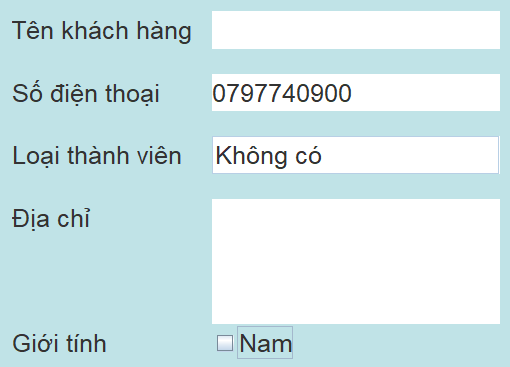 Tên khách hàng
Số điện thoại 0797740900
Loại thành viên Không có
Địa chỉ
Giới tính Nam